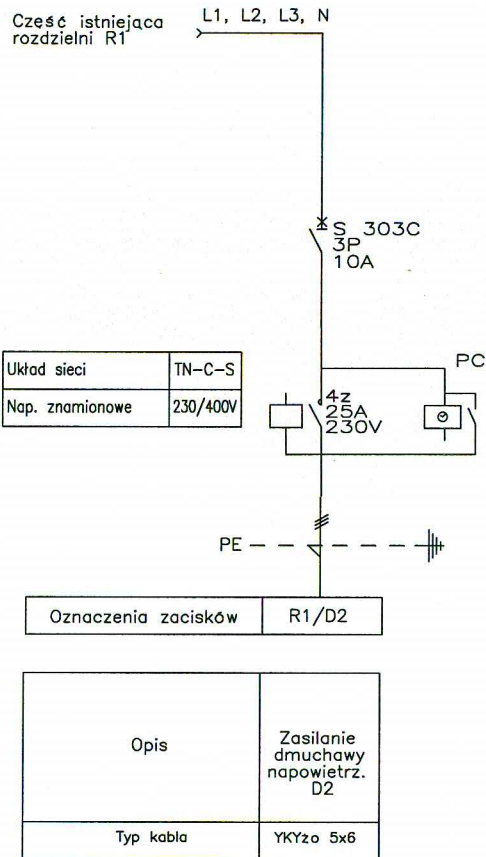 Część istniejąca
rozdzielni R1
L1, L2, L3, N
S 303C
3P
10A
Układ sieci TN-C-S
Nap. znamionowe 230/400V
PC
4z
25A
230V
PE
Oznaczenia zacisków R1/D2
Opis
Zasilanie
dmuchawy
napowietrz.
D2
Typ kabla YKYżo 5x6